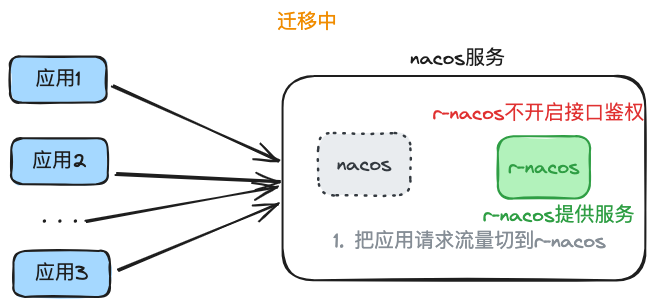 迁移中
nacos服务
应用1
r-nacos不开启接口鉴权
应用2
nacos
r-nacos
....
r-nacos提供服务
1. 把应用请求流量切到r-nacos
应用3